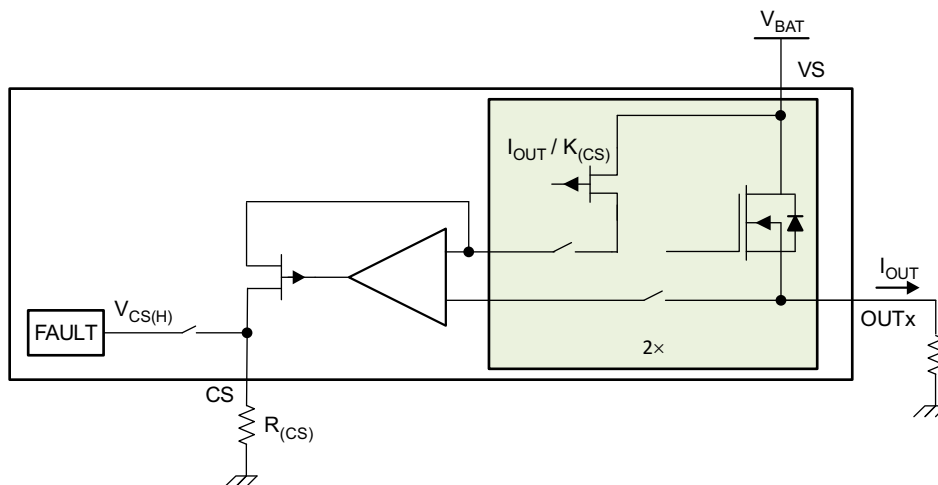 V_BAT
VS
I_OUT / K_(CS)
I_OUT
V_CS(H)
FAULT
OUTx
2×
CS
R_(CS)